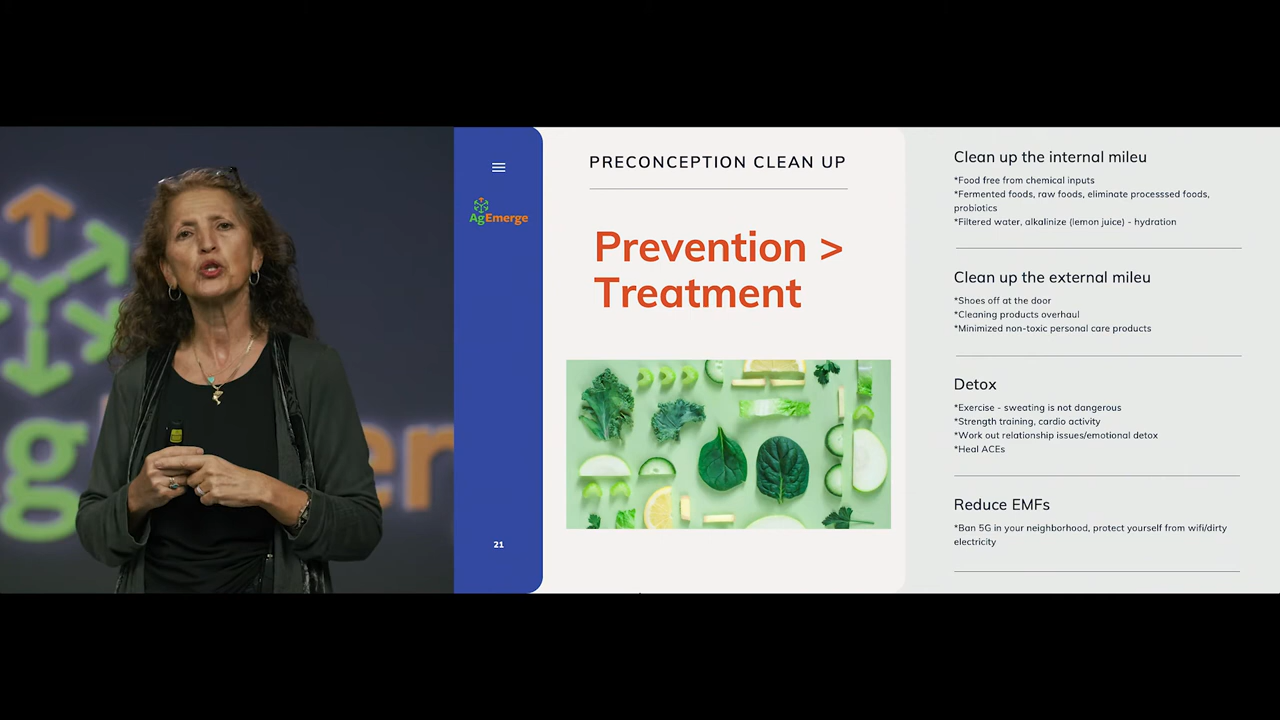 g
er
AgEmerge
21
PRECONCEPTION CLEAN UP
Prevention >
Treatment
Clean up the internal mileu
*Food free from chemical inputs
*Fermented foods, raw foods, eliminate processsed foods,
probiotics
*Filtered water, alkalinize (lemon juice) - hydration
Clean up the external mileu
*Shoes off at the door
*Cleaning products overhaul
*Minimized non-toxic personal care products
Detox
*Exercise - sweating is not dangerous
*Strength training, cardio activity
*Work out relationship issues/emotional detox
*Heal ACEs
Reduce EMFs
*Ban 5G in your neighborhood, protect yourself from wifi/dirty
electricity